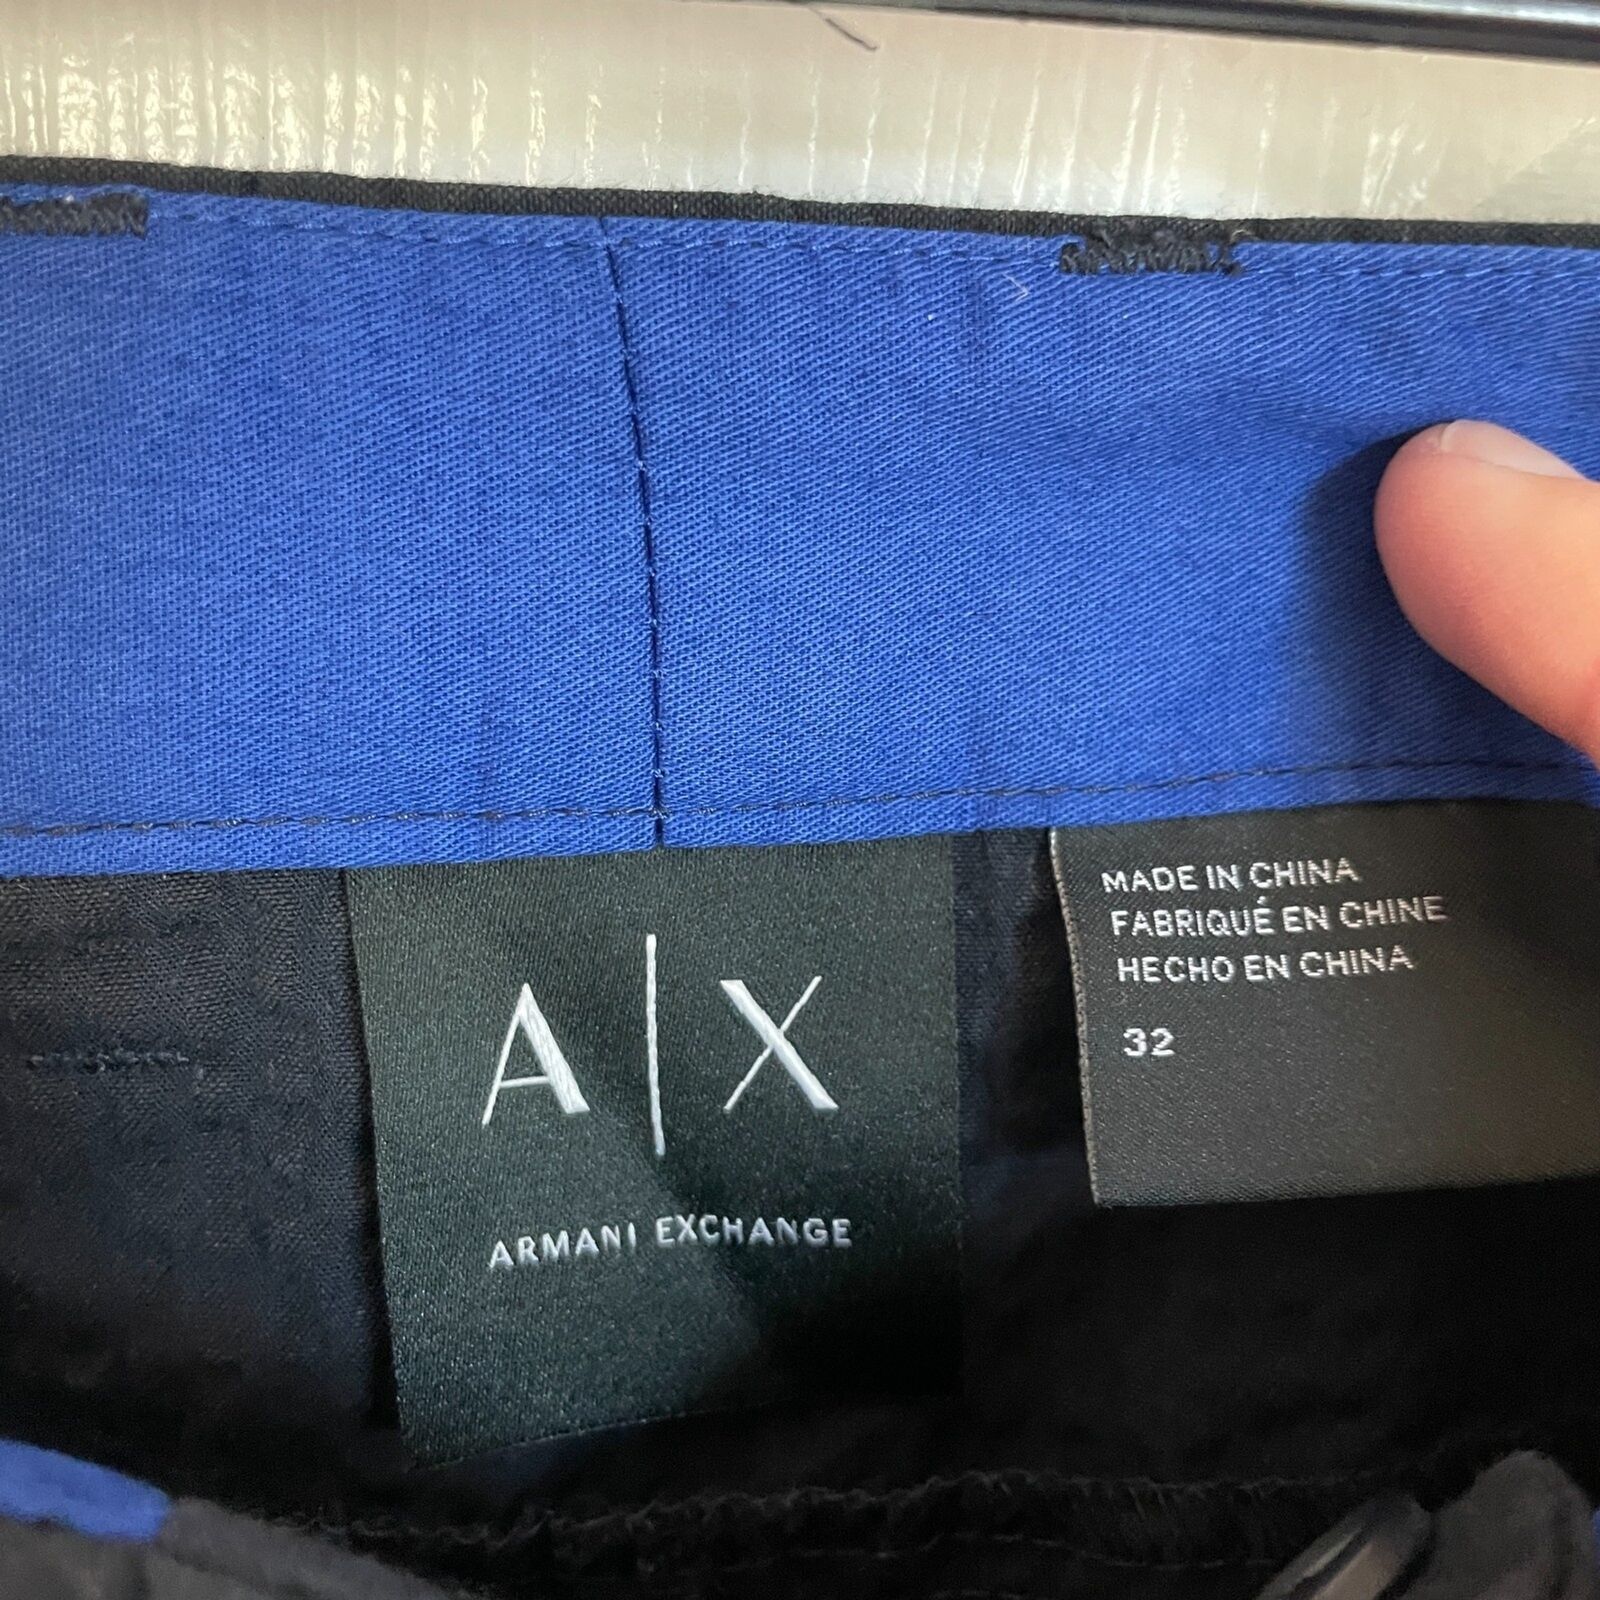 A|X
ARMANI EXCHANGE
MADE IN CHINA
FABRIQUÉ EN CHINE
HECHO EN CHINA
32